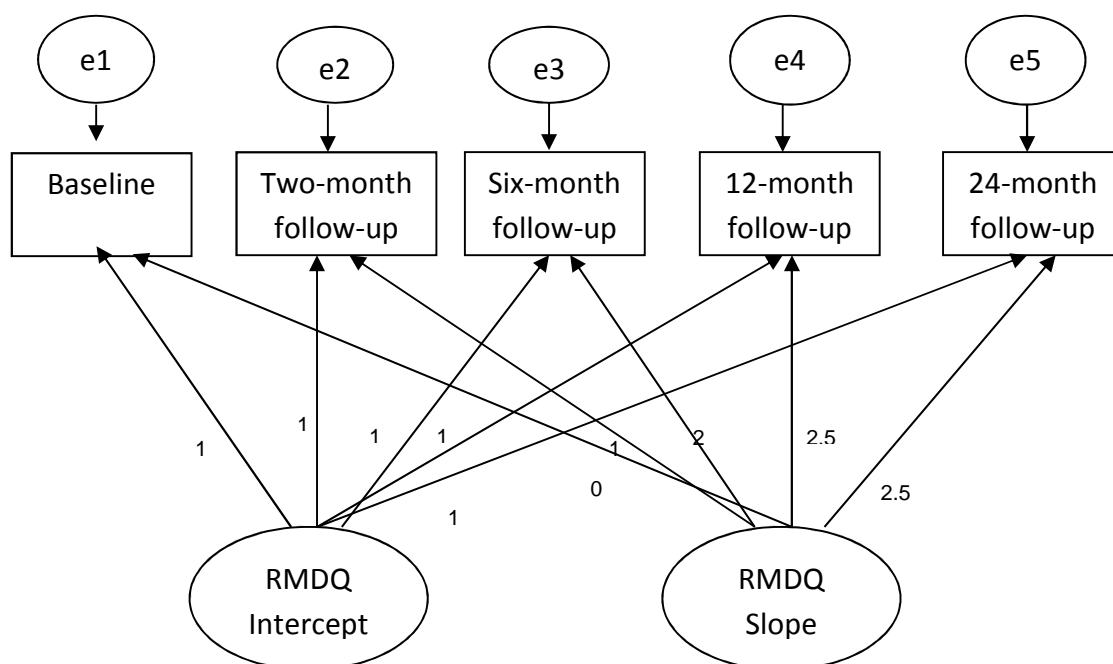 e1
e2
e3
e4
e5
Baseline
Two-month
follow-up
Six-month
follow-up
12-month
follow-up
24-month
follow-up
1
1
1
1
1
0
1
2
2.5
2.5
RMDQ
Intercept
RMDQ
Slope